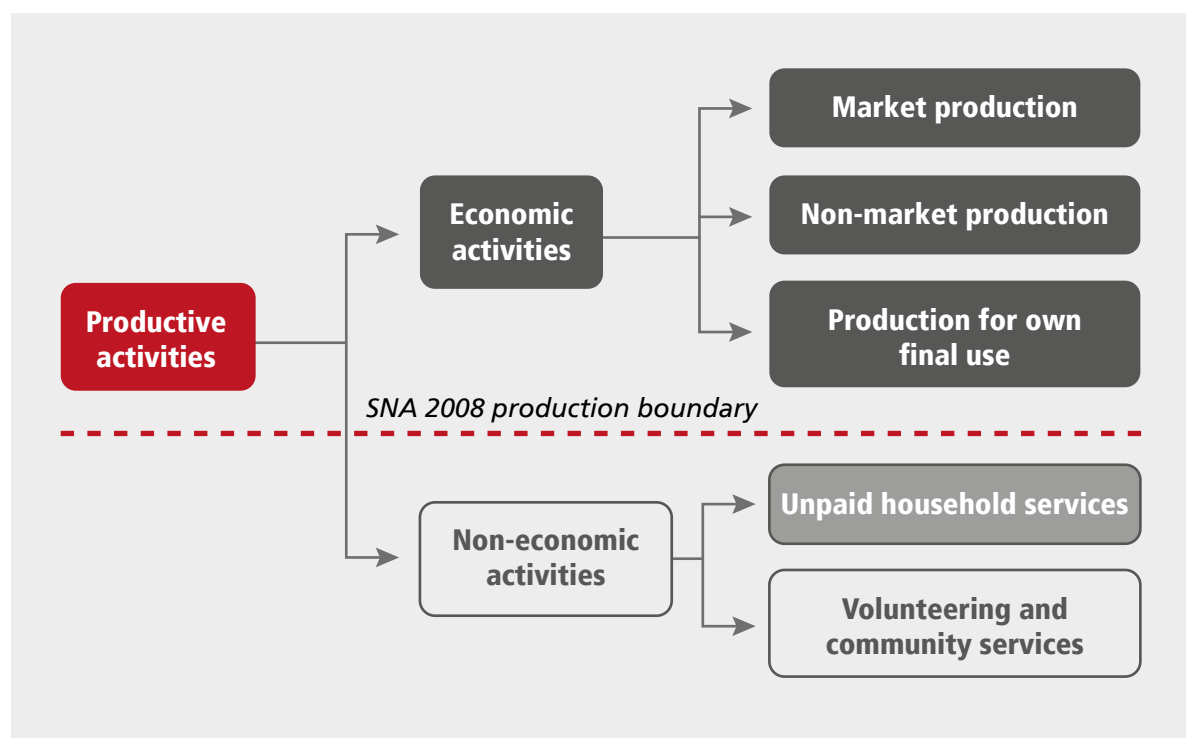 Market production
Economic
activities
Non-market production
Productive
activities
Production for own
final use
SNA 2008 production boundary
Unpaid household services
Non-economic
activities
Volunteering and
community services